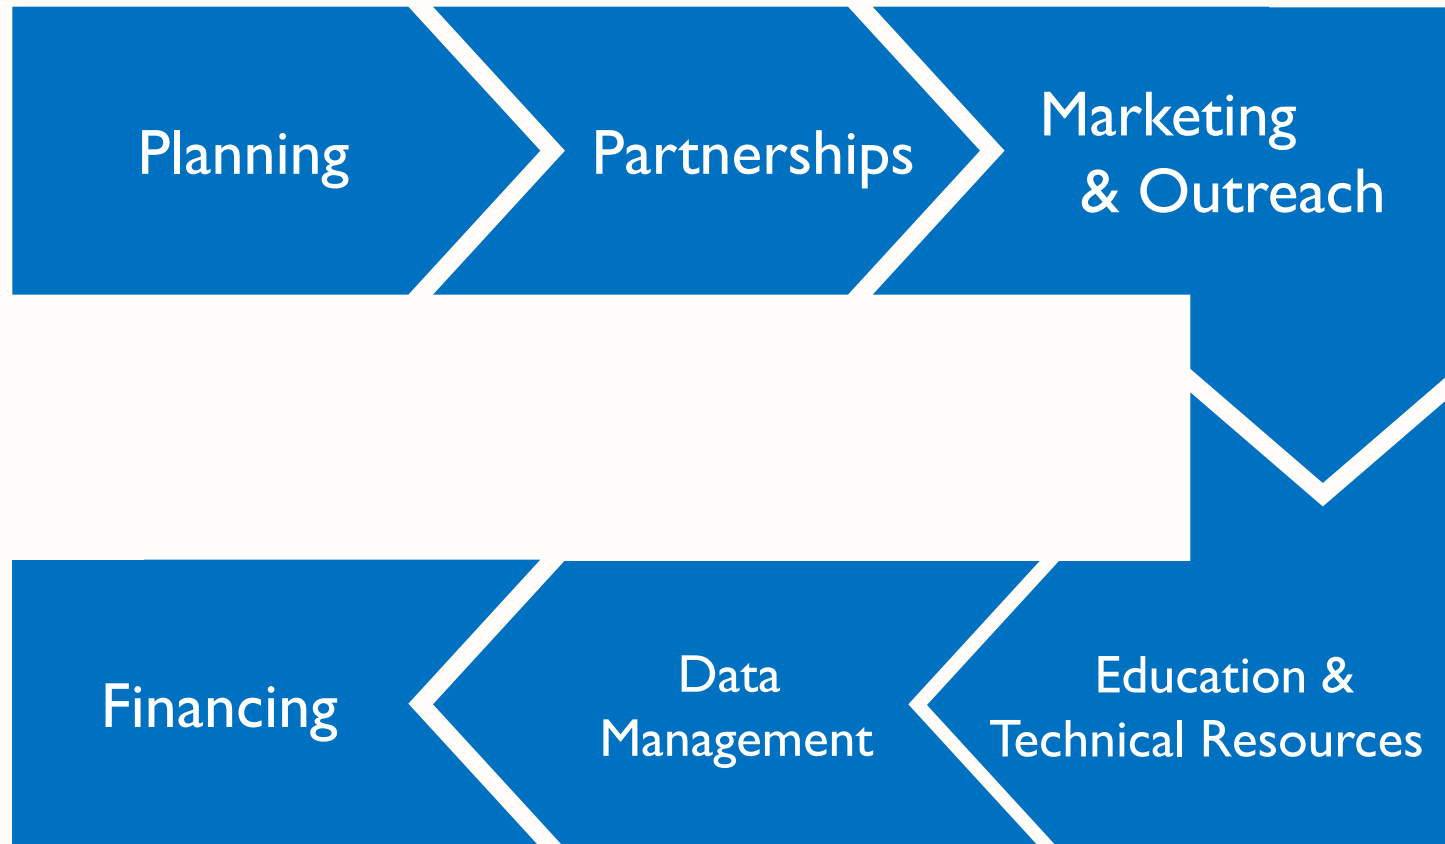 Planning
Partnerships
Marketing
& Outreach
Education &
Technical Resources
Data
Management
Financing